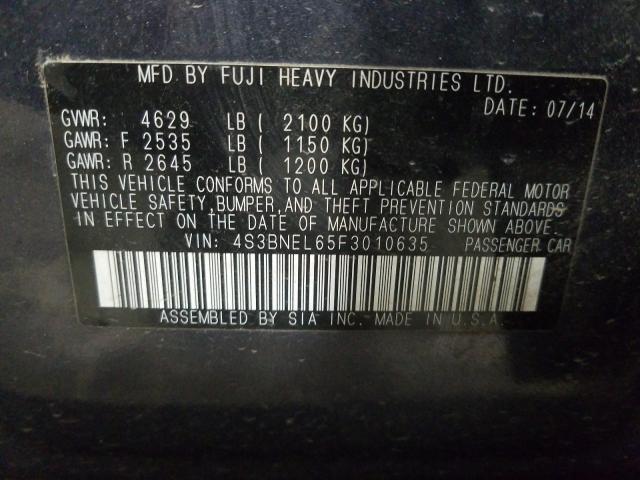 MFD. BY FUJI HEAVY INDUSTRIES LTD.
DATE: 07/14
GVWR: 4629 LB ( 2100 KG)
GAWR: F 2535 LB ( 1150 KG)
GAWR: R 2645 LB ( 1200 KG)
THIS VEHICLE CONFORMS TO ALL APPLICABLE FEDERAL MOTOR
VEHICLE SAFETY, BUMPER, AND THEFT PREVENTION STANDARDS
IN EFFECT ON THE DATE OF MANUFACTURE SHOWN ABOVE.
VIN: 4S3BNEL65F3010635 PASSENGER CAR
ASSEMBLED BY SIA INC. MADE IN U.S.A.